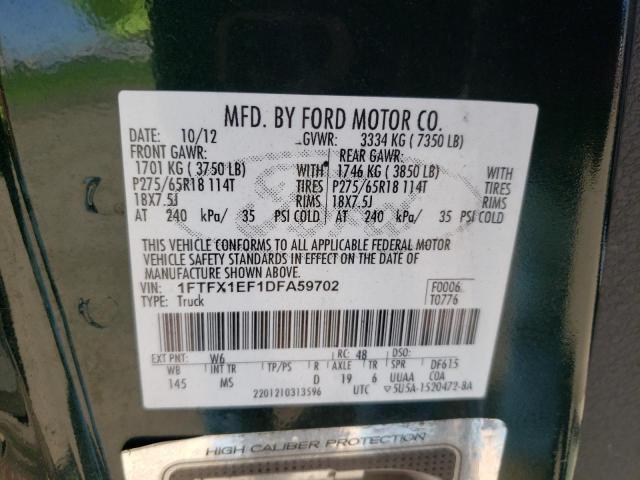 MFD. BY FORD MOTOR CO.
DATE: 10/12 GVWR: 3334 KG ( 7350 LB)
FRONT GAWR: REAR GAWR:
1701 KG ( 3750 LB) WITH 1746 KG ( 3850 LB) WITH
P275/65R18 114T TIRES P275/65R18 114T TIRES
18X7.5J RIMS 18X7.5J RIMS
AT 240 kPa/ 35 PSI COLD AT 240 kPa/ 35 PSI COLD
THIS VEHICLE CONFORMS TO ALL APPLICABLE FEDERAL MOTOR
VEHICLE SAFETY AND THEFT PREVENTION STANDARDS IN EFFECT ON THE DATE OF
MANUFACTURE SHOWN ABOVE.
VIN: 1FTFX1EF1DFA59702 F0006
TYPE: Truck T0776
EXT PNT: W6 RC: 48 DSO:
WB INT TR TP/PS R AXLE TR SPR DF615
145 MS D 19 6 UUAA COA
2201210313596 UTC 5U5A-1520472-BA
HIGH CALIBER PROTECTION